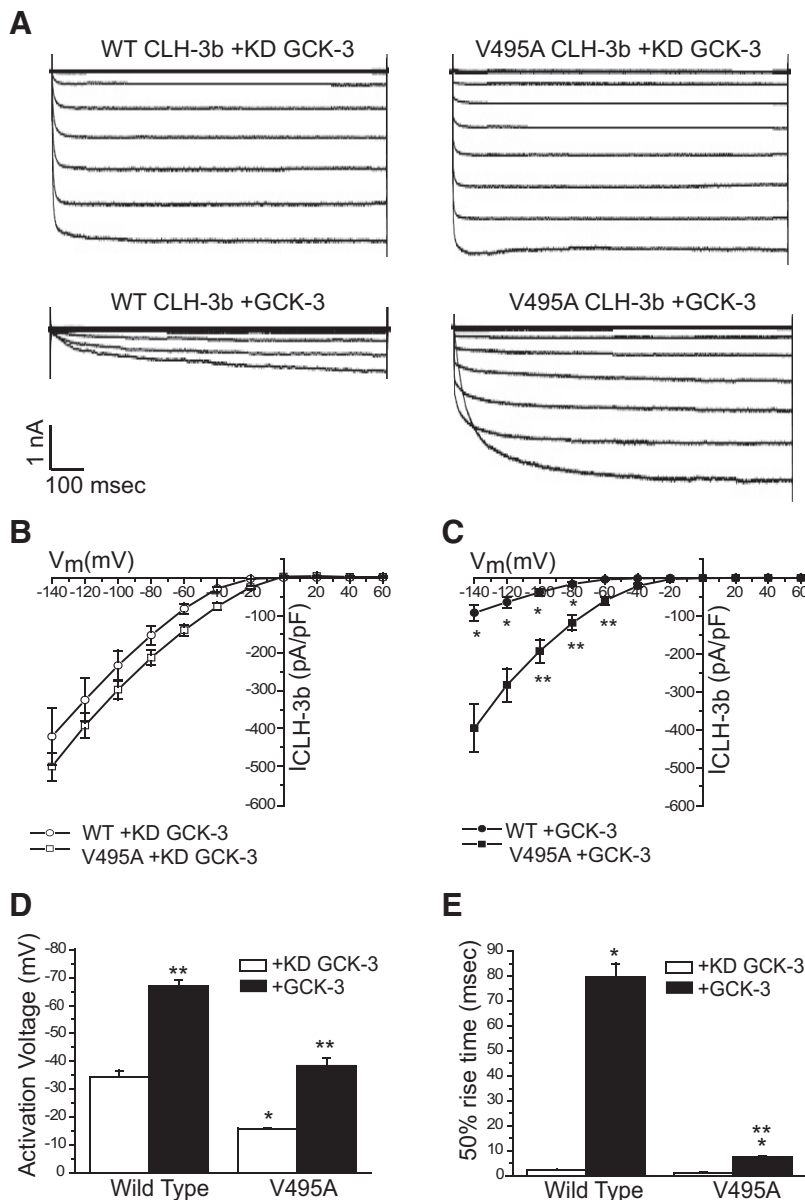 A
WT CLH-3b +KD GCK-3
V495A CLH-3b +KD GCK-3
WT CLH-3b +GCK-3
V495A CLH-3b +GCK-3
1 nA
100 msec
B
Vm(mV)
-140 -120 -100 -80 -60 -40 -20 0 20 40 60
-100
-200
-300
-400
-500
-600
ICLH-3b (pA/pF)
WT +KD GCK-3
V495A +KD GCK-3
C
Vm(mV)
-140 -120 -100 -80 -60 -40 -20 0 20 40 60
* * * * **
** **
-100
-200
-300
-400
-500
-600
ICLH-3b (pA/pF)
WT +GCK-3
V495A +GCK-3
D
Activation Voltage (mV)
-80
-70
-60
-50
-40
-30
-20
-10
0
**
*
**
+KD GCK-3
+GCK-3
Wild Type
V495A
E
50% rise time (msec)
90
80
70
60
50
40
30
20
10
0
*
**
*
+KD GCK-3
+GCK-3
Wild Type
V495A